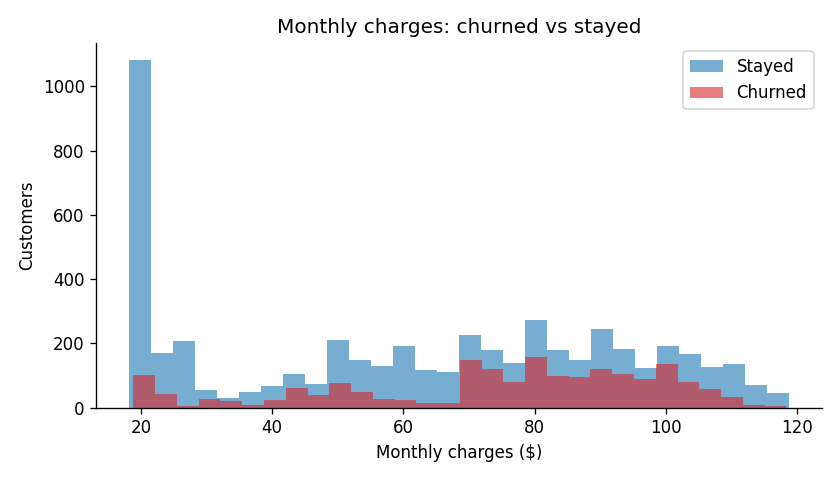 Monthly charges: churned vs stayed
Stayed
Churned
1000
800
600
400
200
0
Customers
20 40 60 80 100 120
Monthly charges ($)